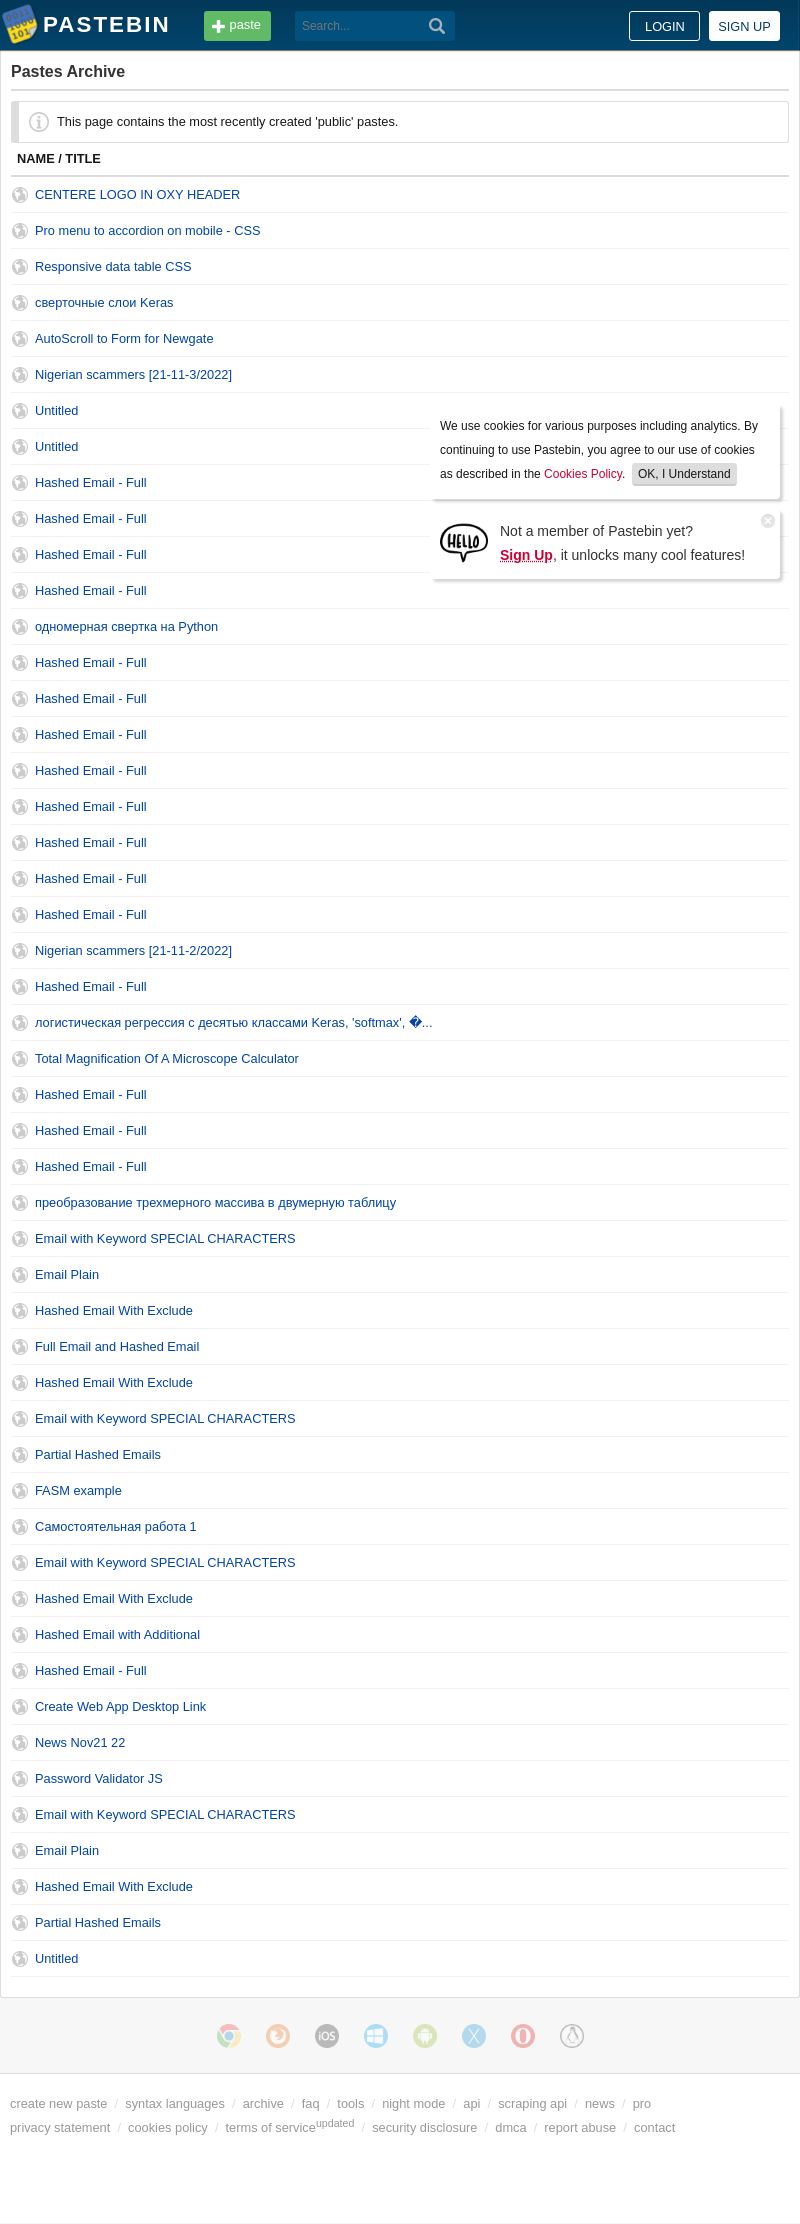 PASTEBIN
paste
Search...
LOGIN
SIGN UP
Pastes Archive
This page contains the most recently created 'public' pastes.
NAME / TITLE
CENTERE LOGO IN OXY HEADER
Pro menu to accordion on mobile - CSS
Responsive data table CSS
сверточные слои Keras
AutoScroll to Form for Newgate
Nigerian scammers [21-11-3/2022]
Untitled
Untitled
Hashed Email - Full
Hashed Email - Full
Hashed Email - Full
Hashed Email - Full
We use cookies for various purposes including analytics. By
continuing to use Pastebin, you agree to our use of cookies
as described in the Cookies Policy. OK, I Understand
HELLO
Not a member of Pastebin yet?
Sign Up, it unlocks many cool features!
одномерная свертка на Python
Hashed Email - Full
Hashed Email - Full
Hashed Email - Full
Hashed Email - Full
Hashed Email - Full
Hashed Email - Full
Hashed Email - Full
Hashed Email - Full
Nigerian scammers [21-11-2/2022]
Hashed Email - Full
логистическая регрессия с десятью классами Keras, 'softmax', �...
Total Magnification Of A Microscope Calculator
Hashed Email - Full
Hashed Email - Full
Hashed Email - Full
преобразование трехмерного массива в двумерную таблицу
Email with Keyword SPECIAL CHARACTERS
Email Plain
Hashed Email With Exclude
Full Email and Hashed Email
Hashed Email With Exclude
Email with Keyword SPECIAL CHARACTERS
Partial Hashed Emails
FASM example
Самостоятельная работа 1
Email with Keyword SPECIAL CHARACTERS
Hashed Email With Exclude
Hashed Email with Additional
Hashed Email - Full
Create Web App Desktop Link
News Nov21 22
Password Validator JS
Email with Keyword SPECIAL CHARACTERS
Email Plain
Hashed Email With Exclude
Partial Hashed Emails
Untitled
iOS
create new paste / syntax languages / archive / faq / tools / night mode / api / scraping api / news / pro
privacy statement / cookies policy / terms of serviceupdated / security disclosure / dmca / report abuse / contact